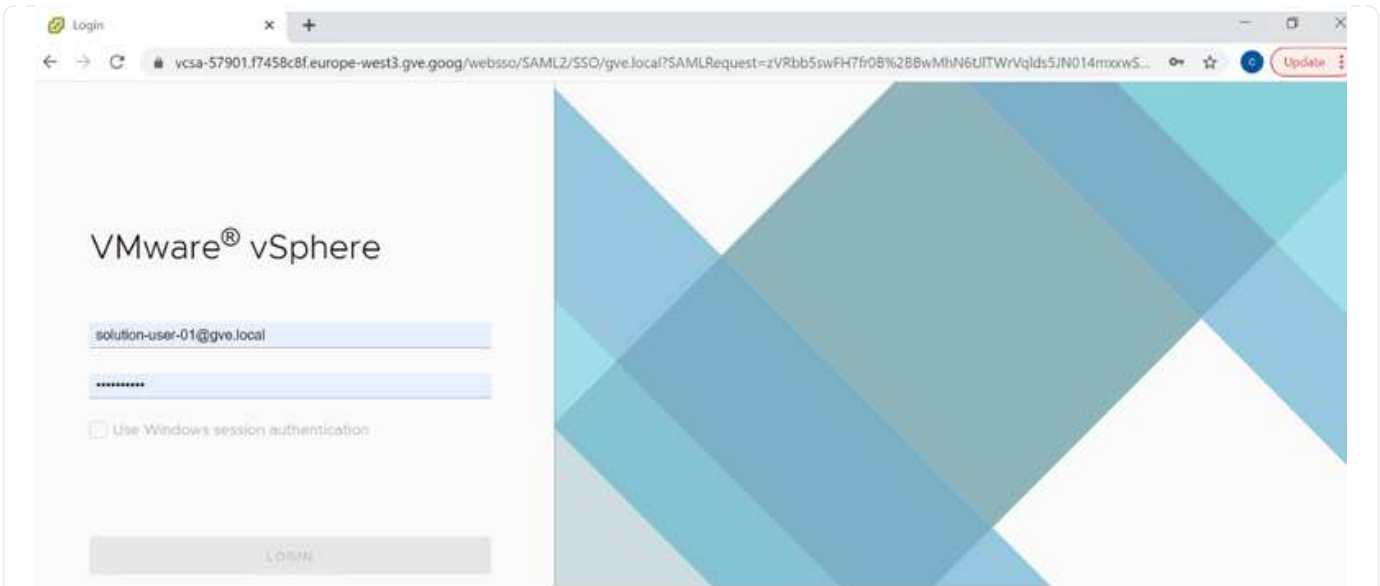 Login
vcsa-57901.f7458c8f.europe-west3.gve.goog/websso/SAML2/SSO/gve.local?SAMLRequest=zVRbb5swFH7fr0B%2BBwMhN6tJlTWrVqlds5JN014mxxwS...
C
Update
VMware® vSphere
solution-user-01@gve.local
••••••••••
Use Windows session authentication
LOGIN